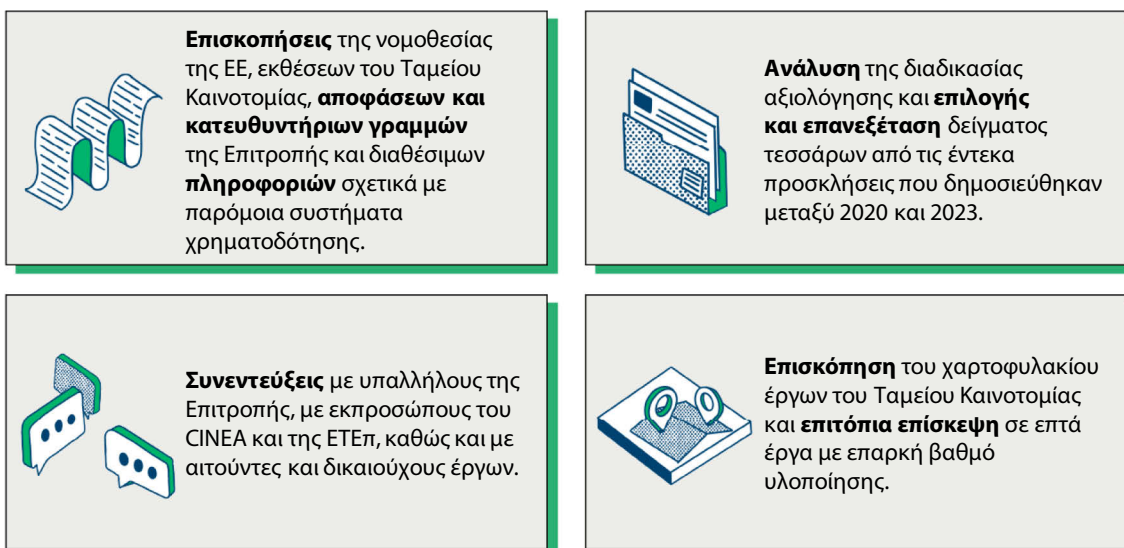 Επισκοπήσεις της νομοθεσίας
της ΕΕ, εκθέσεων του Ταμείου
Καινοτομίας, αποφάσεων και
κατευθυντήριων γραμμών
της Επιτροπής και διαθέσιμων
πληροφοριών σχετικά με
παρόμοια συστήματα
χρηματοδότησης.
Ανάλυση της διαδικασίας
αξιολόγησης και επιλογής
και επανεξέταση δείγματος
τεσσάρων από τις έντεκα
προσκλήσεις που δημοσιεύθηκαν
μεταξύ 2020 και 2023.
Συνεντεύξεις με υπαλλήλους της
Επιτροπής, με εκπροσώπους του
CINEA και της ΕΤΕπ, καθώς και με
αιτούντες και δικαιούχους έργων.
Επισκόπηση του χαρτοφυλακίου
έργων του Ταμείου Καινοτομίας
και επιτόπια επίσκεψη σε επτά
έργα με επαρκή βαθμό
υλοποίησης.